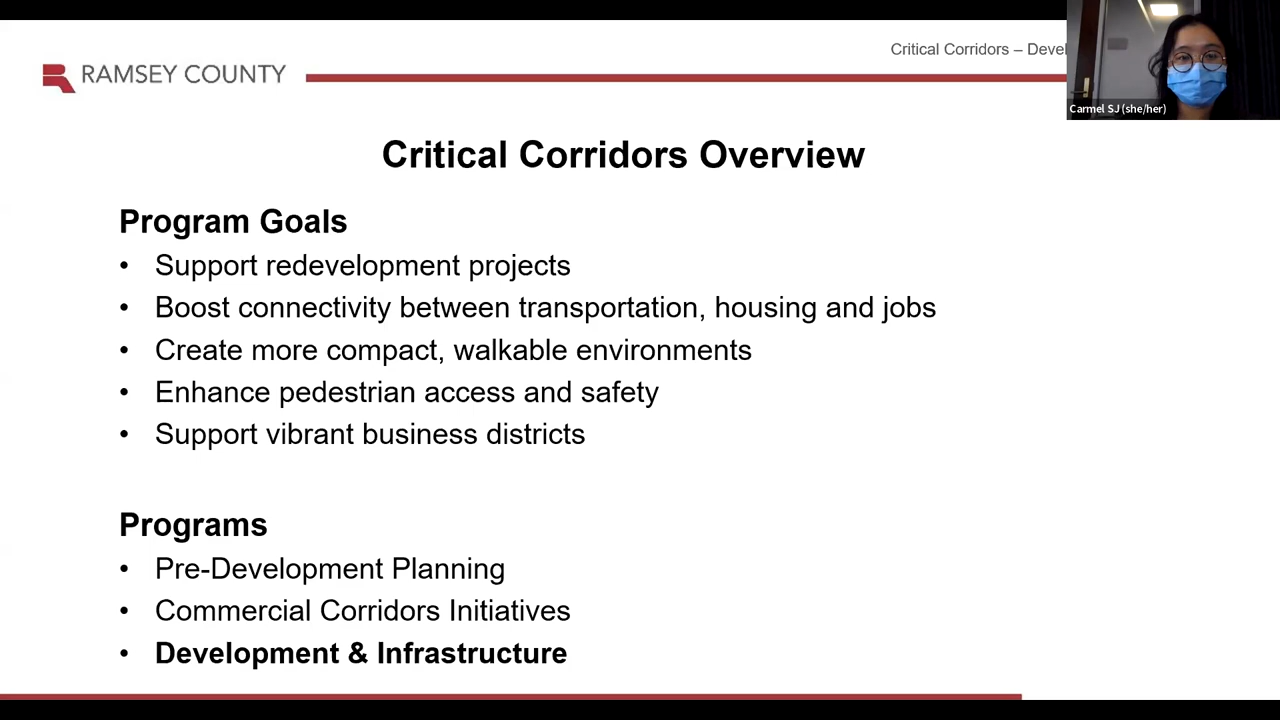 Critical Corridors – Devel
RAMSEY COUNTY
Carmel SJ (she/her)
Critical Corridors Overview
Program Goals
• Support redevelopment projects
• Boost connectivity between transportation, housing and jobs
• Create more compact, walkable environments
• Enhance pedestrian access and safety
• Support vibrant business districts
Programs
• Pre-Development Planning
• Commercial Corridors Initiatives
• Development & Infrastructure